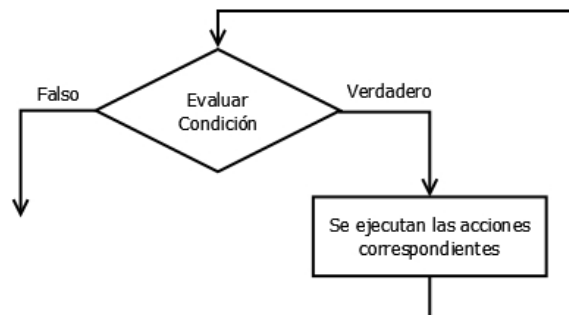 Falso
Evaluar
Condición
Verdadero
Se ejecutan las acciones
correspondientes